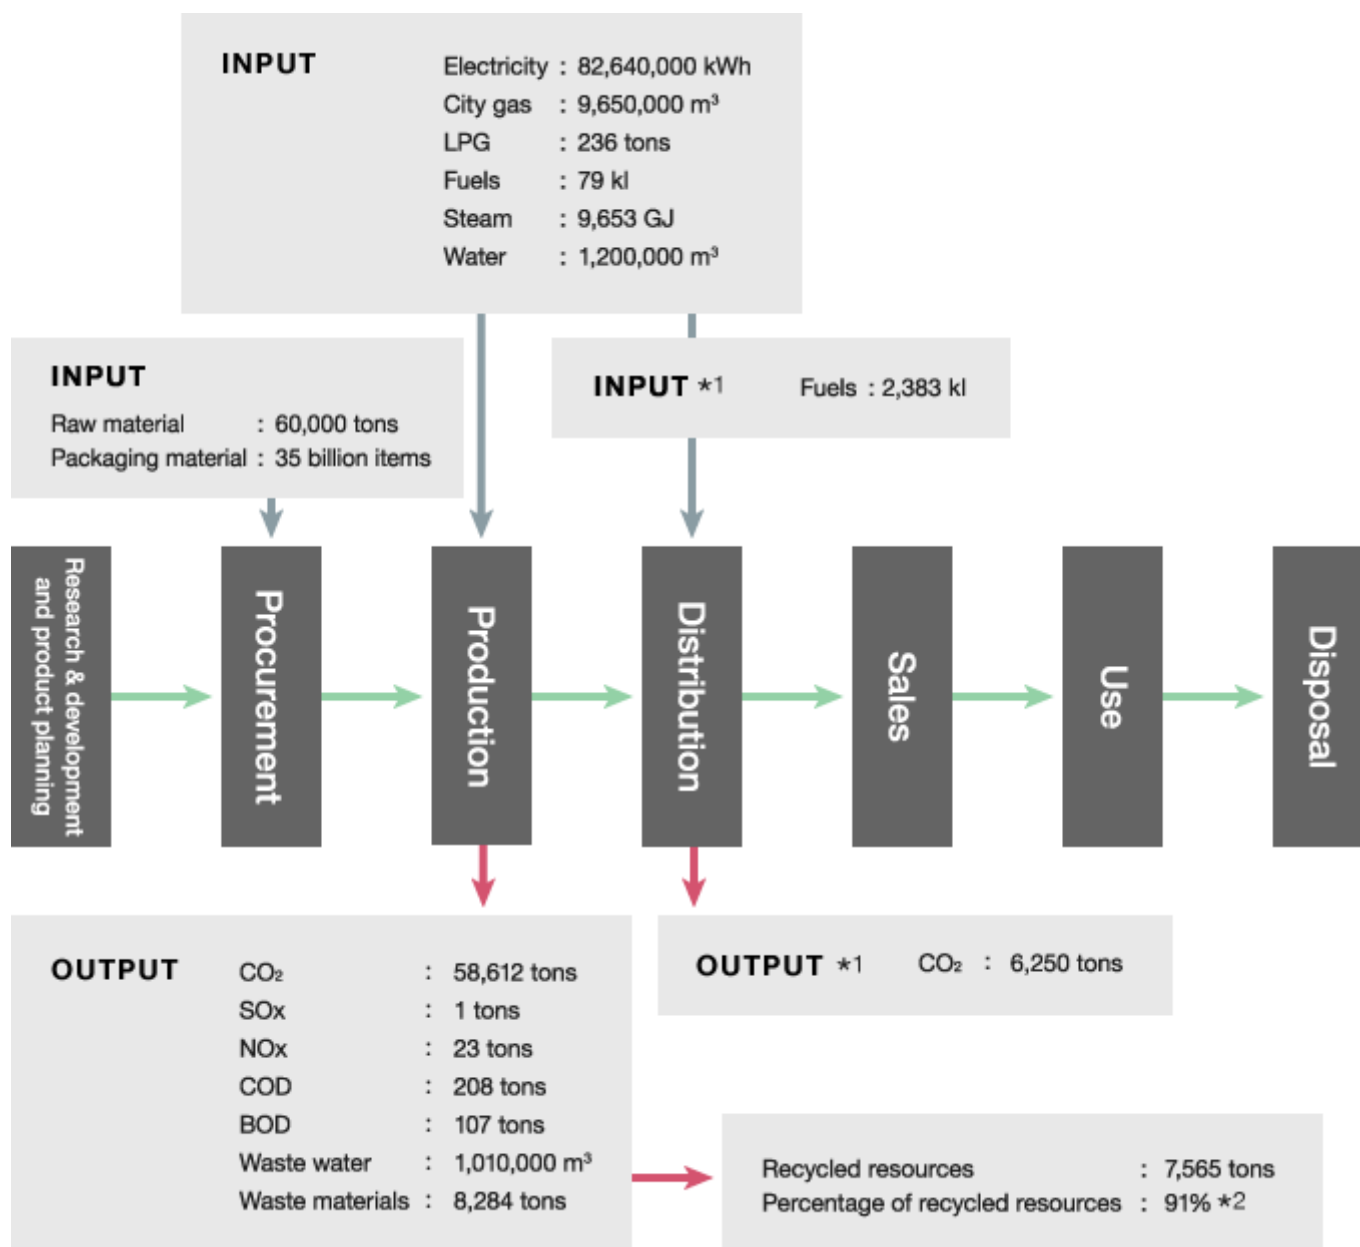 INPUT
Electricity : 82,640,000 kWh
City gas : 9,650,000 m³
LPG : 236 tons
Fuels : 79 kl
Steam : 9,653 GJ
Water : 1,200,000 m³
INPUT
Raw material : 60,000 tons
Packaging material : 35 billion items
INPUT *1 Fuels : 2,383 kl
Research & development
and product planning
Procurement
Production
Distribution
Sales
Use
Disposal
OUTPUT
CO₂ : 58,612 tons
SOx : 1 tons
NOx : 23 tons
COD : 208 tons
BOD : 107 tons
Waste water : 1,010,000 m³
Waste materials : 8,284 tons
OUTPUT *1 CO₂ : 6,250 tons
Recycled resources : 7,565 tons
Percentage of recycled resources : 91% *2